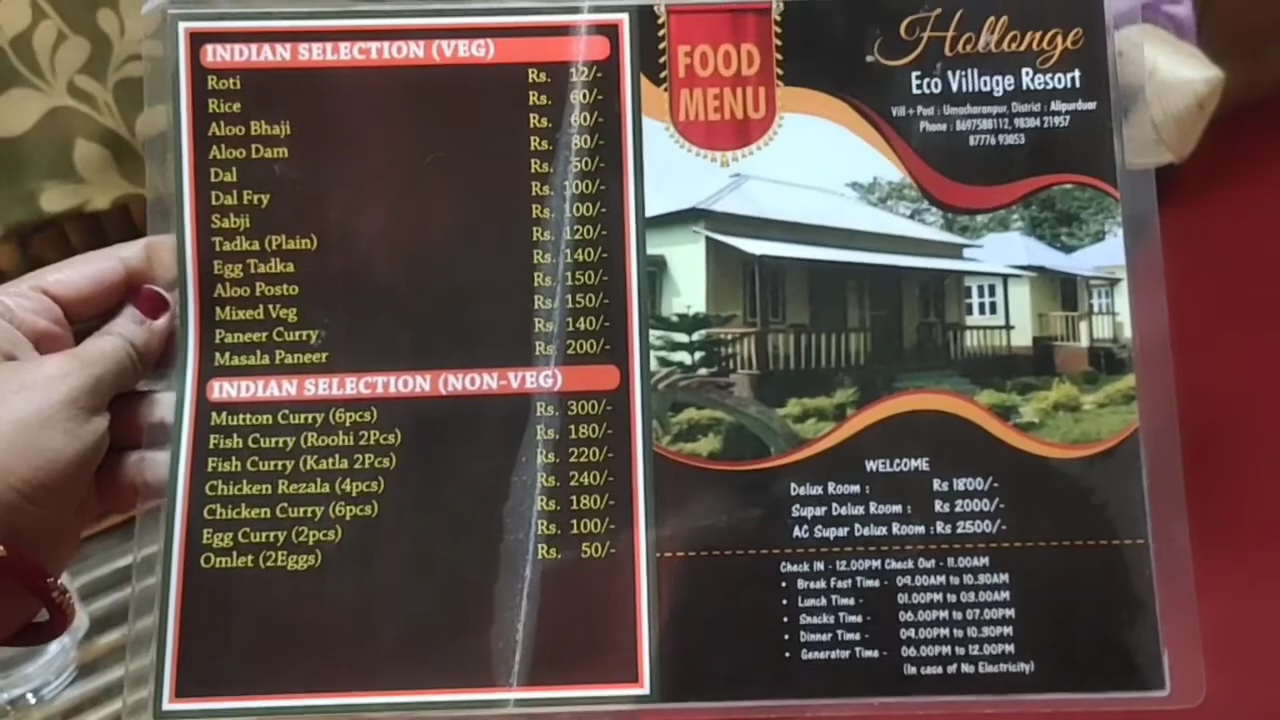 INDIAN SELECTION (VEG)
Roti Rs. 12/-
Rice Rs. 60/-
Aloo Bhaji Rs. 60/-
Aloo Dam Rs. 80/-
Dal Rs. 50/-
Dal Fry Rs. 100/-
Sabji Rs. 100/-
Tadka (Plain) Rs. 120/-
Egg Tadka Rs. 140/-
Aloo Posto Rs. 150/-
Mixed Veg Rs. 150/-
Paneer Curry Rs. 140/-
Masala Paneer Rs. 200/-
INDIAN SELECTION (NON-VEG)
Mutton Curry (6pcs) Rs. 300/-
Fish Curry (Roohi 2Pcs) Rs. 180/-
Fish Curry (Katla 2Pcs) Rs. 220/-
Chicken Rezala (4pcs) Rs. 240/-
Chicken Curry (6pcs) Rs. 180/-
Egg Curry (2pcs) Rs. 100/-
Omlet (2Eggs) Rs. 50/-
FOOD
MENU
Hollonge
Eco Village Resort
Vill+Post : Umacharanpur, District : Alipurduar
Phone : 8697588112, 98304 21957
87776 93053
WELCOME
Delux Room : Rs 1800/-
Supar Delux Room : Rs 2000/-
AC Supar Delux Room : Rs 2500/-
Check IN - 12.00PM Check Out - 11.00AM
• Break Fast Time - 09.00AM to 10.30AM
• Lunch Time - 01.00PM to 03.00AM
• Snacks Time - 06.00PM to 07.00PM
• Dinner Time - 09.00PM to 10.30PM
• Generator Time - 06.00PM to 12.00PM
(In case of No Electricity)